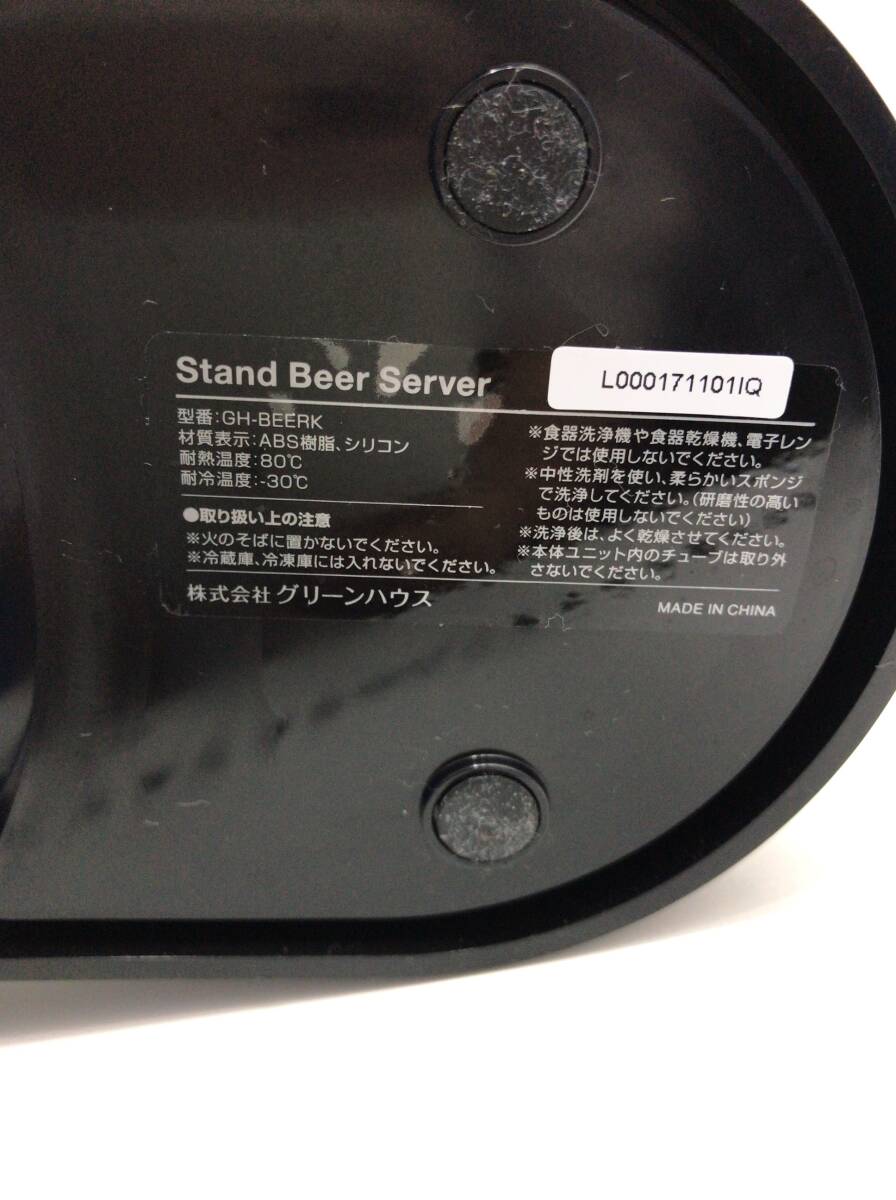 Stand Beer Server
L000171101IQ
型番:GH-BEERK
材質表示:ABS樹脂、シリコン
耐熱温度:80℃
耐冷温度:-30℃
●取り扱い上の注意
※火のそばに置かないでください。
※冷蔵庫、冷凍庫には入れないでください。
※食器洗浄機や食器乾燥機、電子レン
ジでは使用しないでください。
※中性洗剤を使い、柔らかいスポンジ
で洗浄してください。(研磨性の高い
ものは使用しないでください)
※洗浄後は、よく乾燥させてください。
※本体ユニット内のチューブは取り外
さないでください。
株式会社 グリーンハウス
MADE IN CHINA